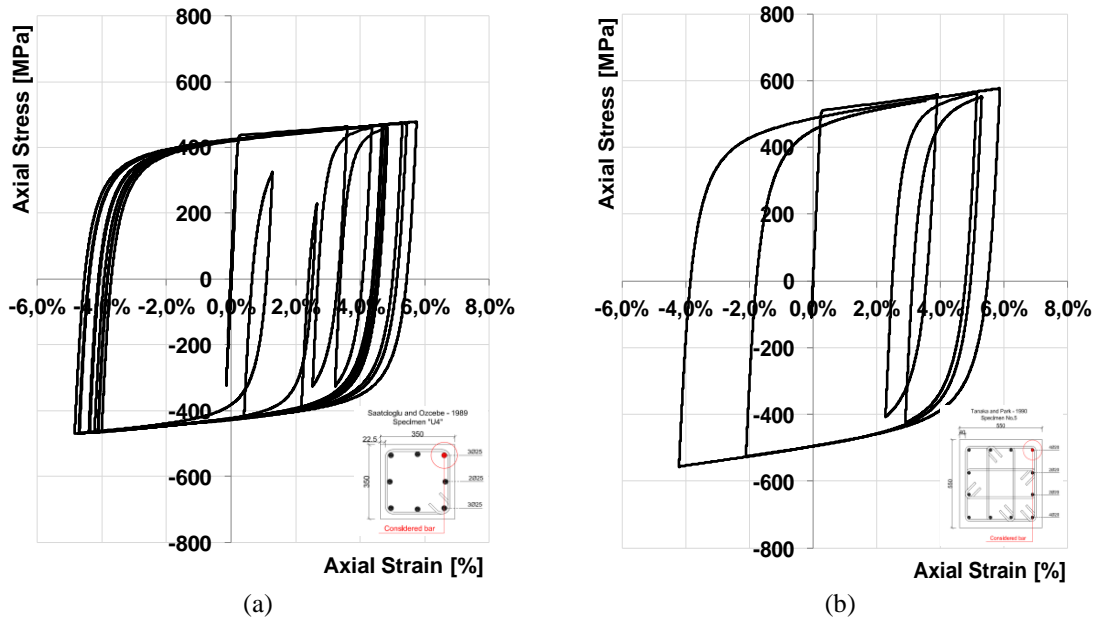 800
600
400
200
0
-200
-400
-600
-800
-6,0% -4,0% -2,0% 0,0% 2,0% 4,0% 6,0% 8,0%
Axial Stress [MPa]
Axial Strain [%]
Saatcioglu and Ozcebe - 1989
Specimen "U4"
350
22.5
350
3Ø25
2Ø25
3Ø25
Considered bar
(a)
800
600
400
200
0
-200
-400
-600
-800
-6,0% -4,0% -2,0% 0,0% 2,0% 4,0% 6,0% 8,0%
Axial Stress [MPa]
Axial Strain [%]
Tanaka and Park - 1990
Specimen No.5
550
40
550
Considered bar
(b)